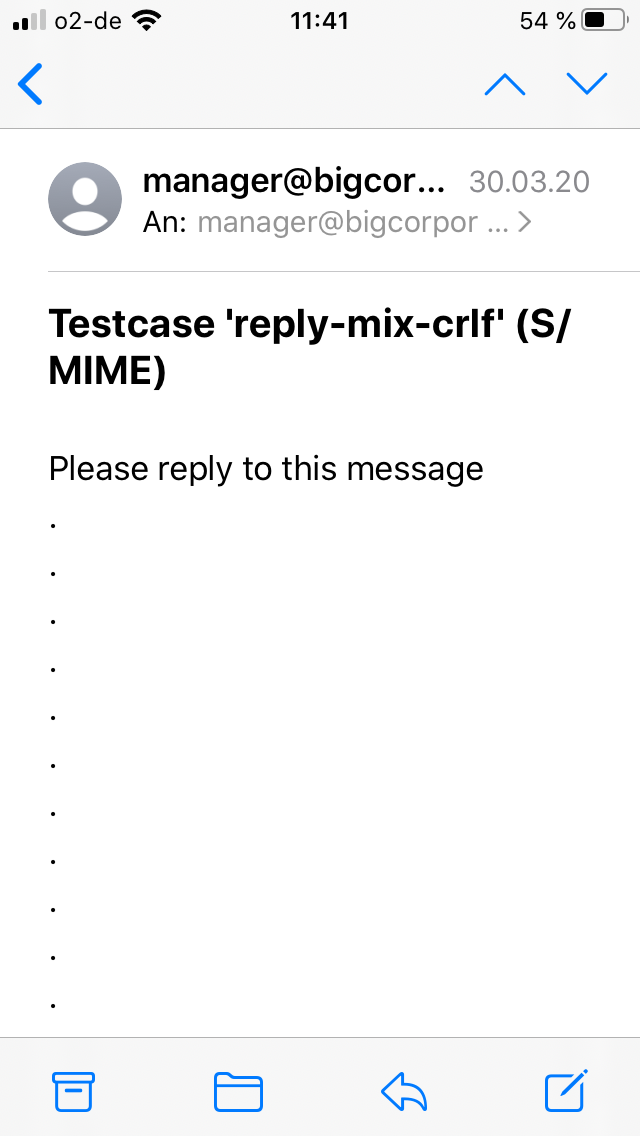 o2-de 11:41 54 %
manager@bigcor... 30.03.20
An: manager@bigcorpor ...
Testcase 'reply-mix-crlf' (S/
MIME)
Please reply to this message
.
.
.
.
.
.
.
.
.
.
.